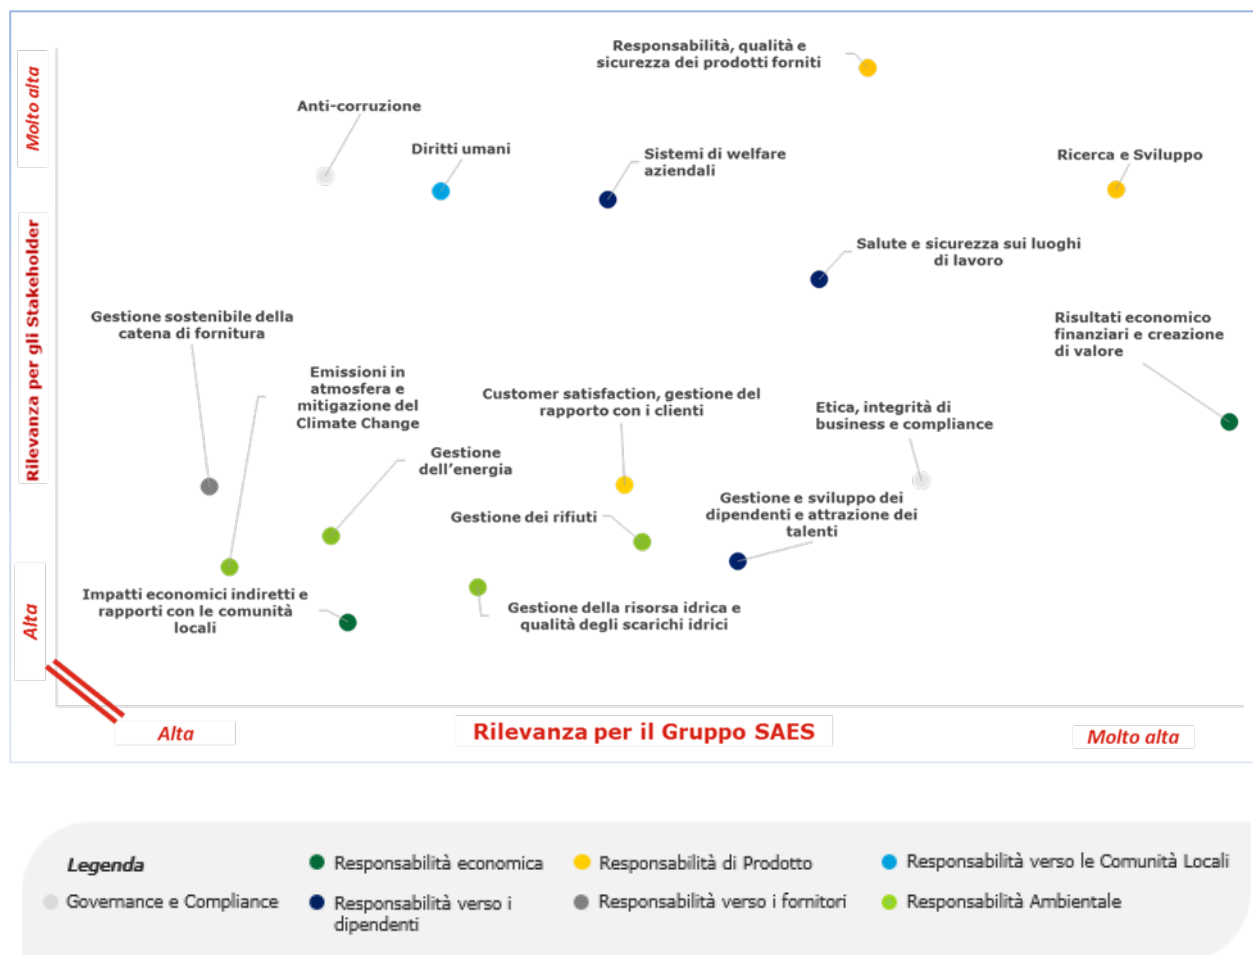 Responsabilità, qualità e
sicurezza dei prodotti forniti
Molto alta
Anti-corruzione
Diritti umani
Sistemi di welfare
aziendali
Ricerca e Sviluppo
Rilevanza per gli Stakeholder
Salute e sicurezza sui luoghi
di lavoro
Gestione sostenibile della
catena di fornitura
Risultati economico
finanziari e creazione
di valore
Emissioni in
atmosfera e
mitigazione del
Climate Change
Customer satisfaction, gestione del
rapporto con i clienti
Etica, integrità di
business e compliance
Gestione
dell'energia
Gestione dei rifiuti
Gestione e sviluppo dei
dipendenti e attrazione dei
talenti
Impatti economici indiretti e
rapporti con le comunità
locali
Gestione della risorsa idrica e
qualità degli scarichi idrici
Alta
Alta
Rilevanza per il Gruppo SAES
Molto alta
Legenda
Responsabilità economica
Responsabilità di Prodotto
Responsabilità verso le Comunità Locali
Governance e Compliance
Responsabilità verso i
dipendenti
Responsabilità verso i fornitori
Responsabilità Ambientale